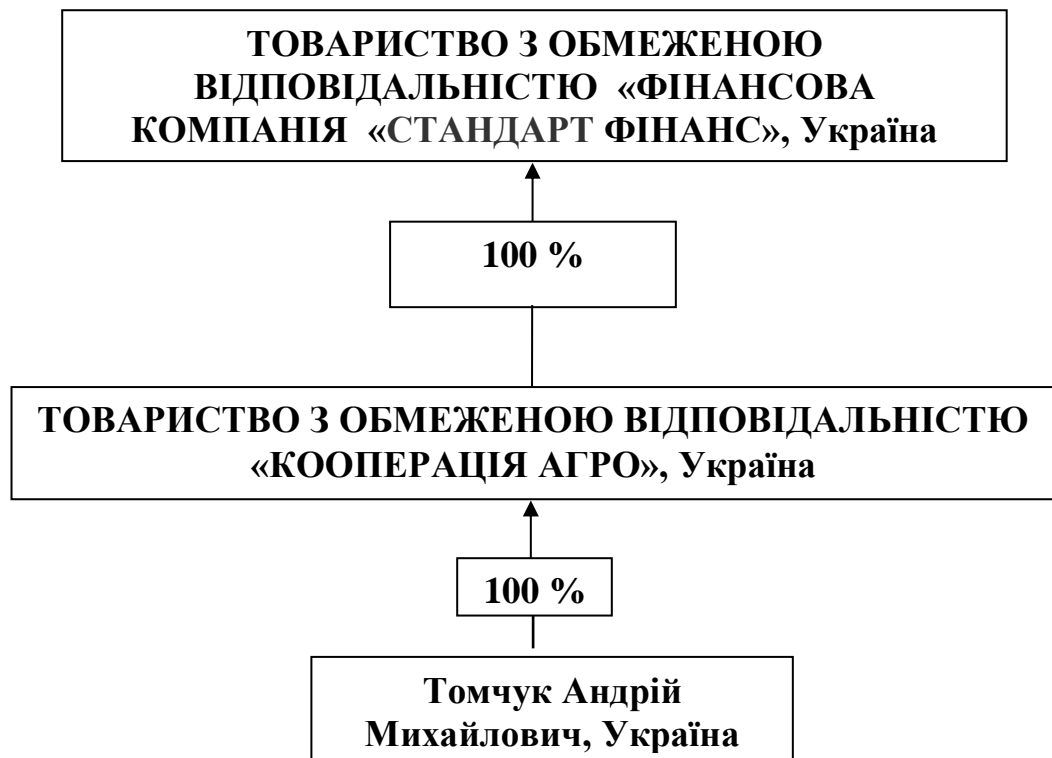 ТОВАРИСТВО З ОБМЕЖЕНОЮ
ВІДПОВІДАЛЬНІСТЮ «ФІНАНСОВА
КОМПАНІЯ «СТАНДАРТ ФІНАНС», Україна
100 %
ТОВАРИСТВО З ОБМЕЖЕНОЮ ВІДПОВІДАЛЬНІСТЮ
«КООПЕРАЦІЯ АГРО», Україна
100 %
Томчук Андрій
Михайлович, Україна